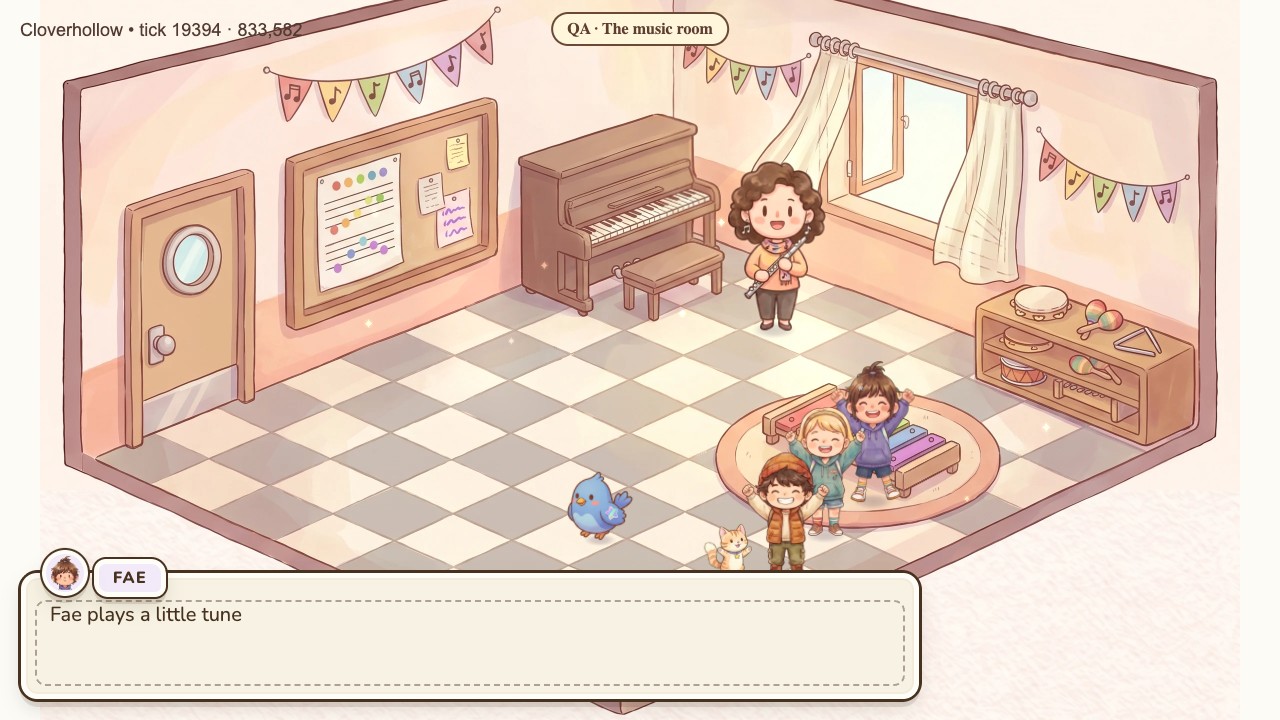 Cloverhollow • tick 19394 · 833,582
QA · The music room
FAE
Fae plays a little tune